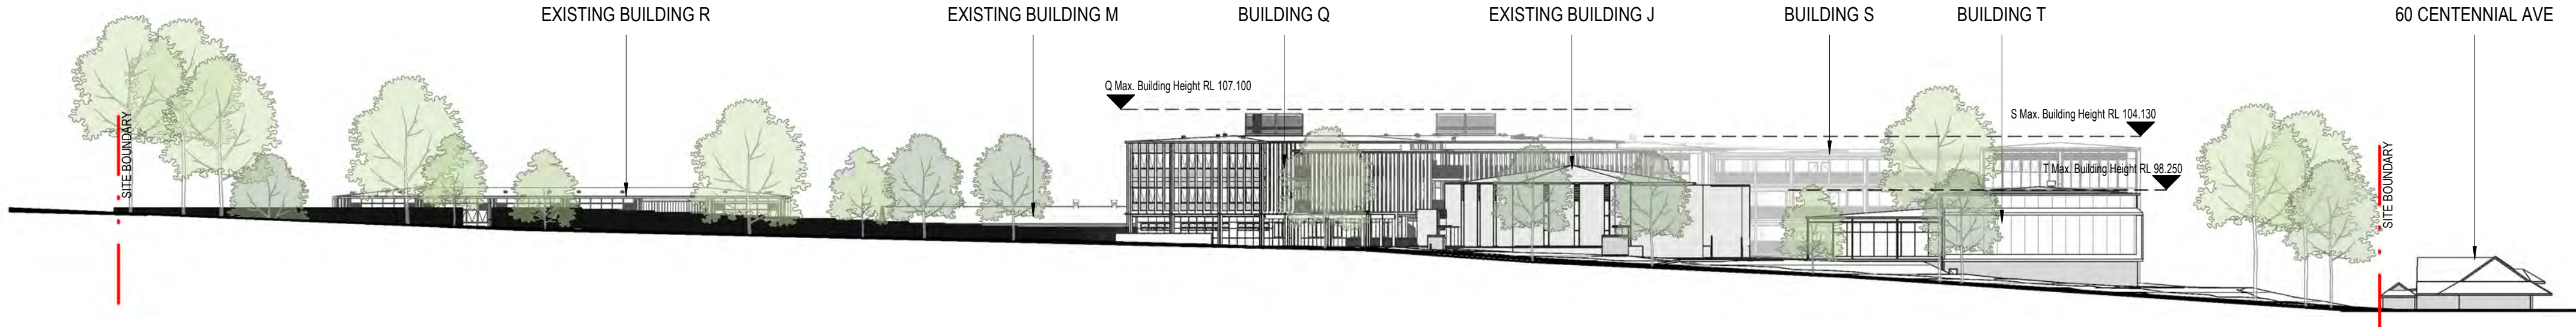 EXISTING BUILDING R
EXISTING BUILDING M
BUILDING Q
EXISTING BUILDING J
BUILDING S
BUILDING T
60 CENTENNIAL AVE
Q Max. Building Height RL 107.100
S Max. Building Height RL 104.130
T Max. Building Height RL 98.250
SITE BOUNDARY
SITE BOUNDARY